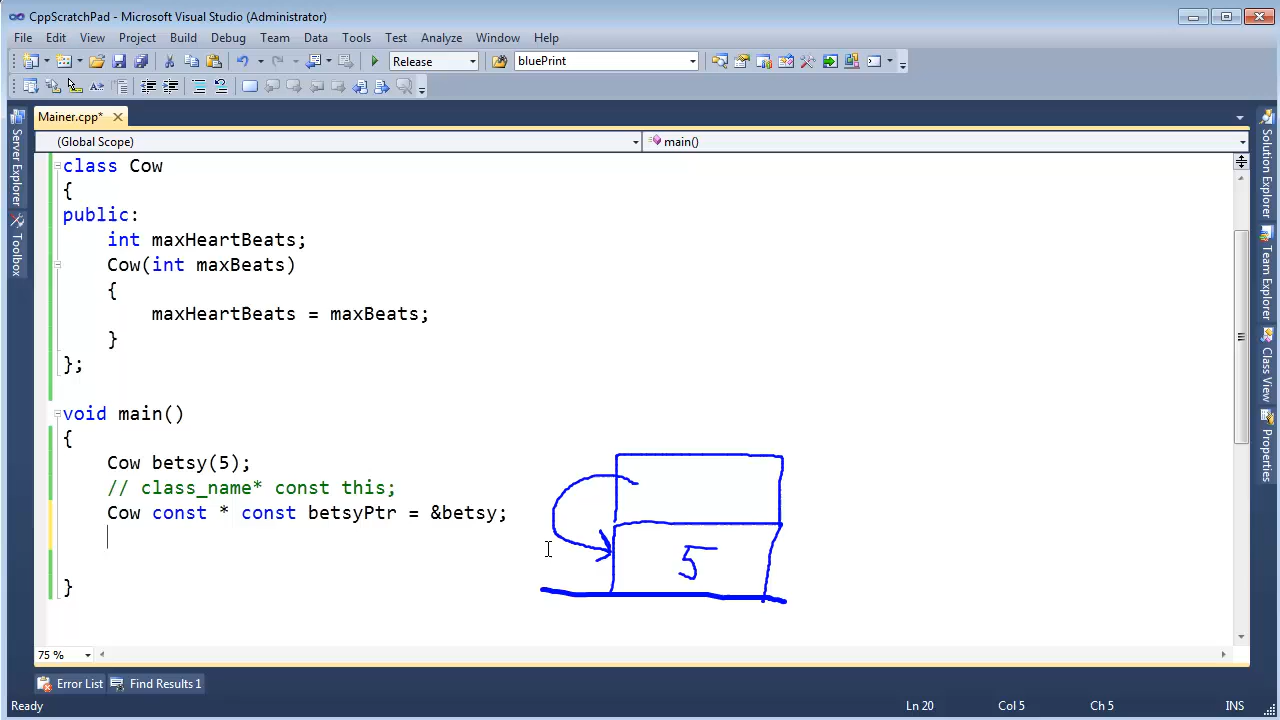 CppScratchPad - Microsoft Visual Studio (Administrator)
File Edit View Project Build Debug Team Data Tools Test Analyze Window Help
Release bluePrint
Mainer.cpp*
(Global Scope) main()
class Cow
{
public:
int maxHeartBeats;
Cow(int maxBeats)
{
maxHeartBeats = maxBeats;
}
};
void main()
{
Cow betsy(5);
// class_name* const this;
Cow const * const betsyPtr = &betsy;
5
}
75 %
Error List Find Results 1
Ready Ln 20 Col 5 Ch 5 INS
Server Explorer
Toolbox
Solution Explorer
Team Explorer
Class View
Properties